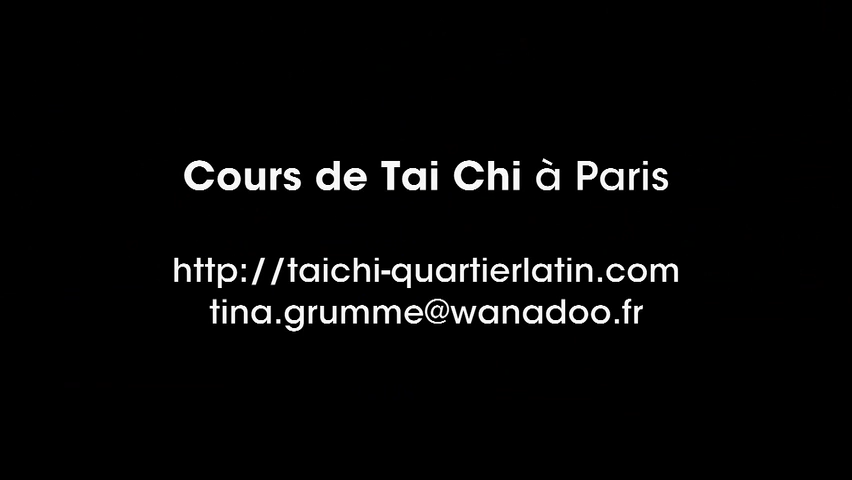 Cours de Tai Chi à Paris
http://taichi-quartierlatin.com
tina.grumme@wanadoo.fr